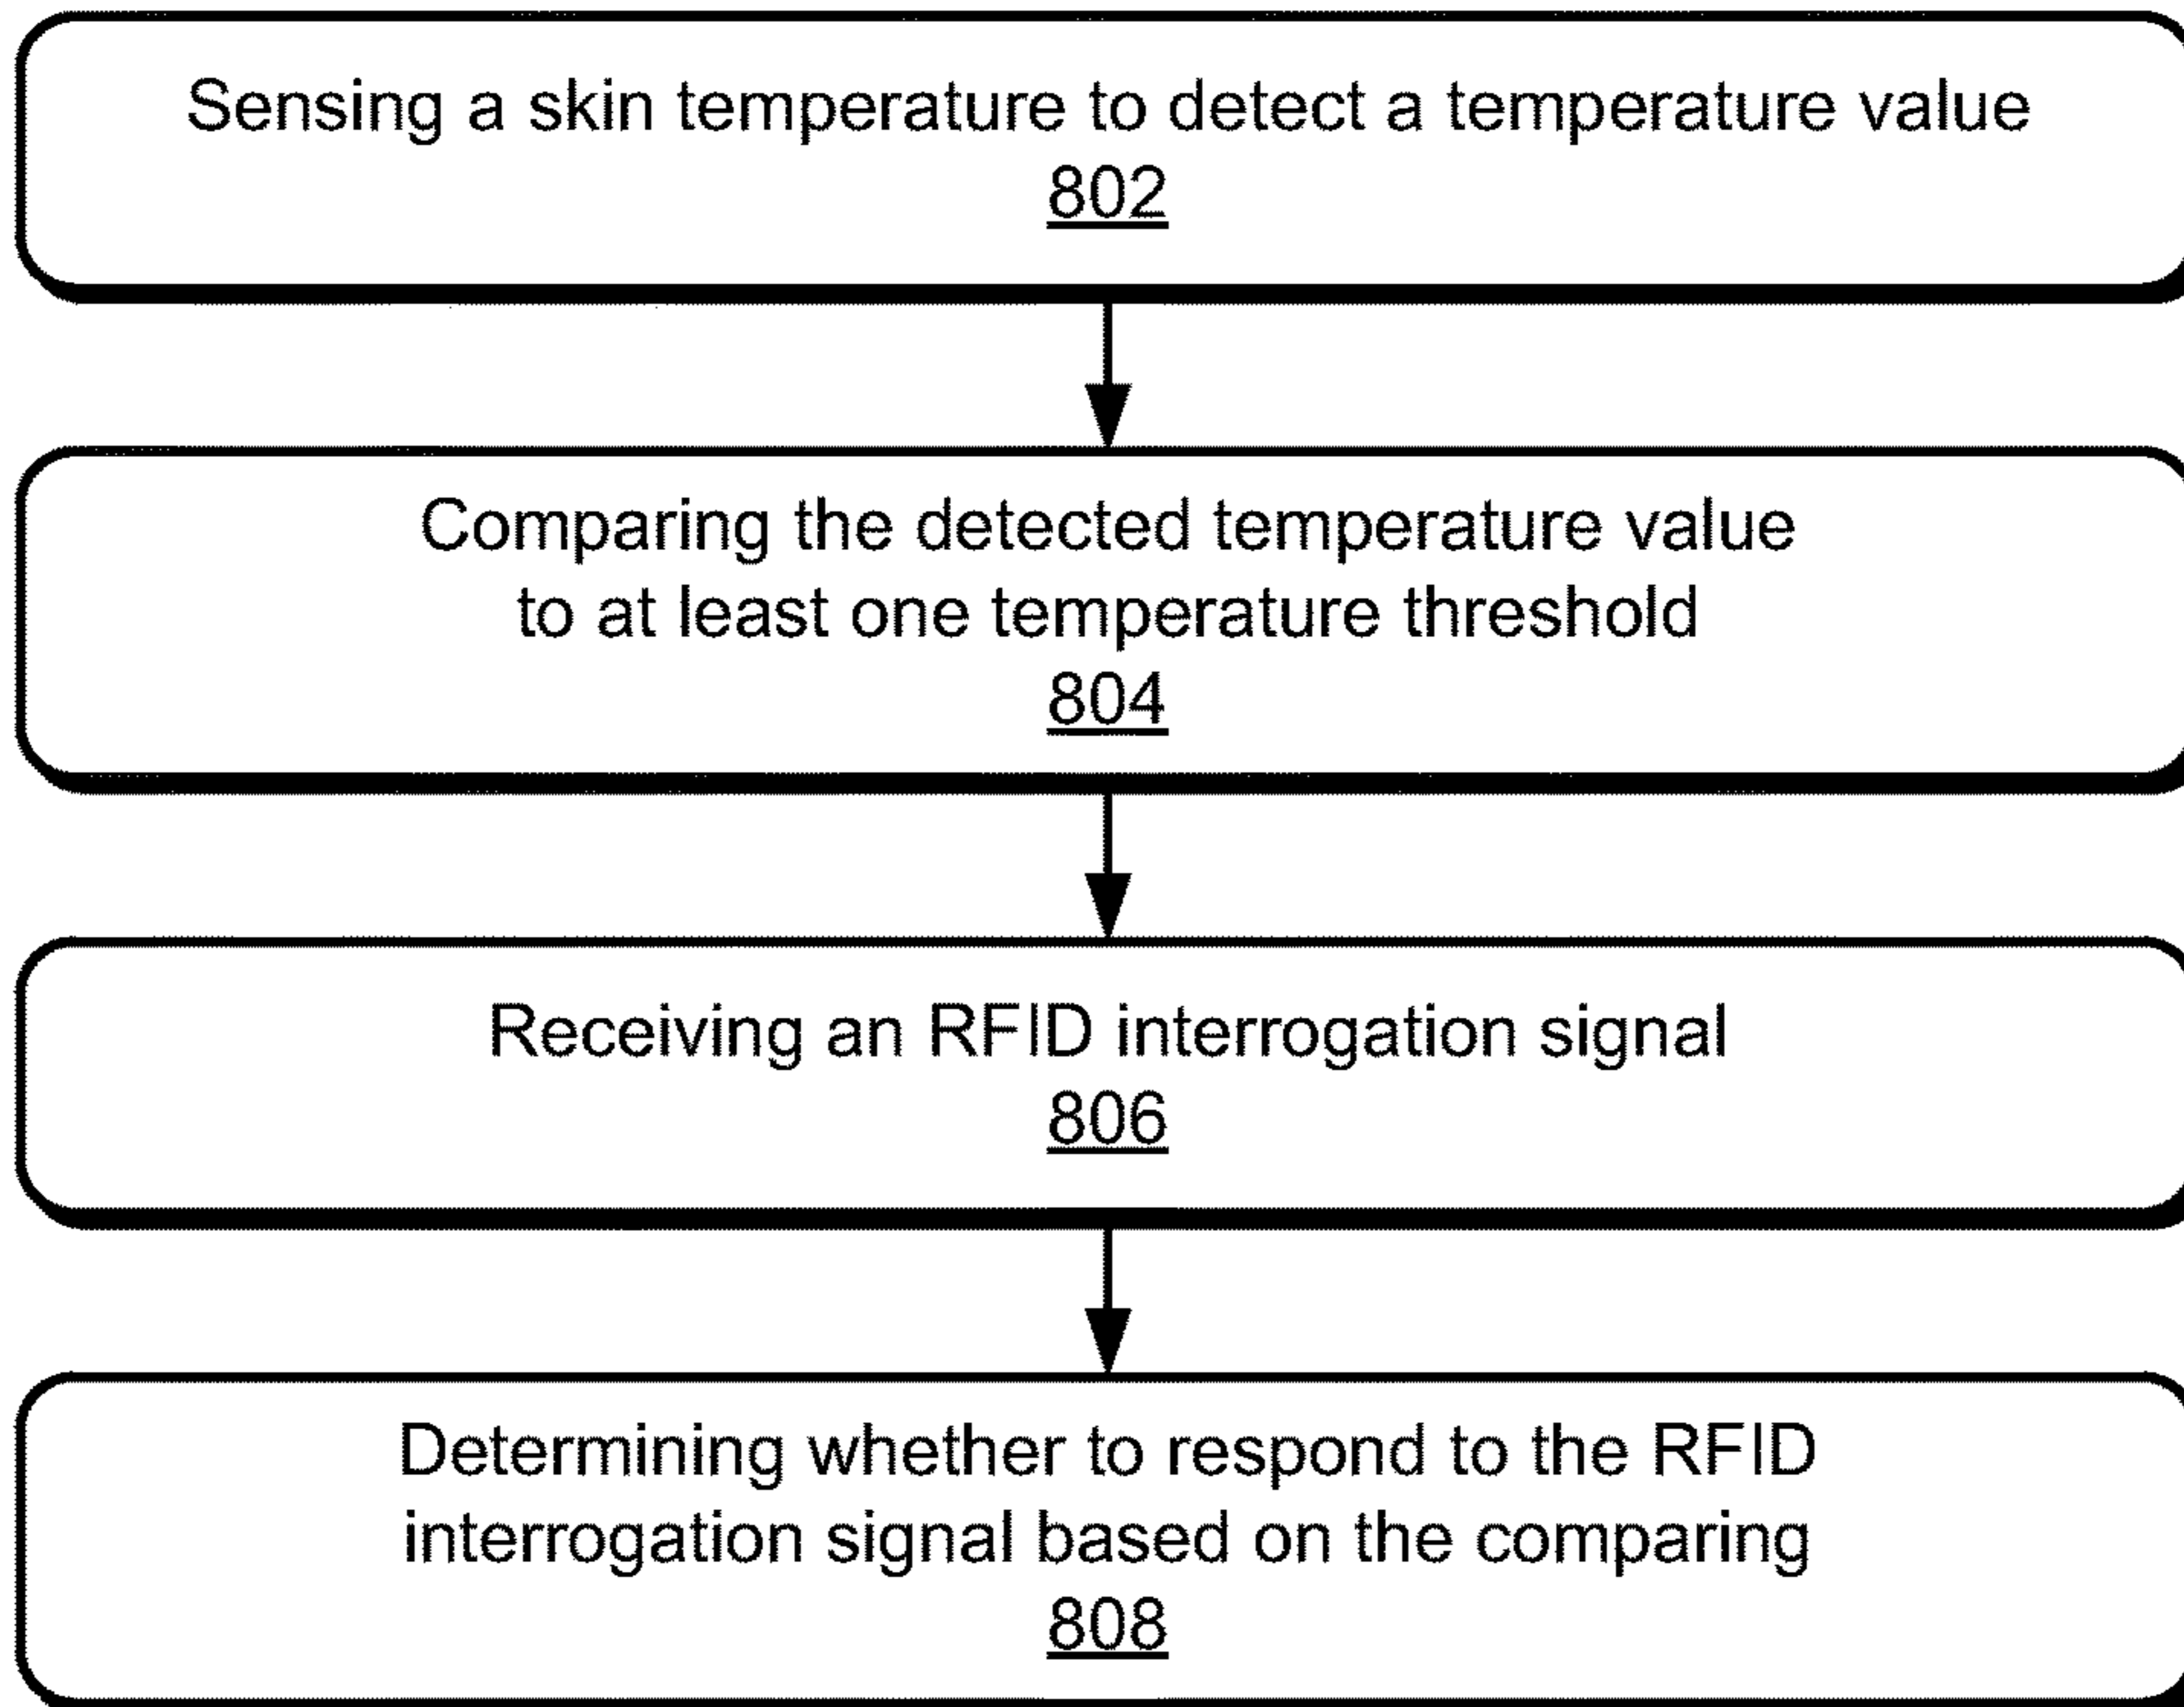 Sensing a skin temperature to detect a temperature value
802
Comparing the detected temperature value
to at least one temperature threshold
804
Receiving an RFID interrogation signal
806
Determining whether to respond to the RFID
interrogation signal based on the comparing
808